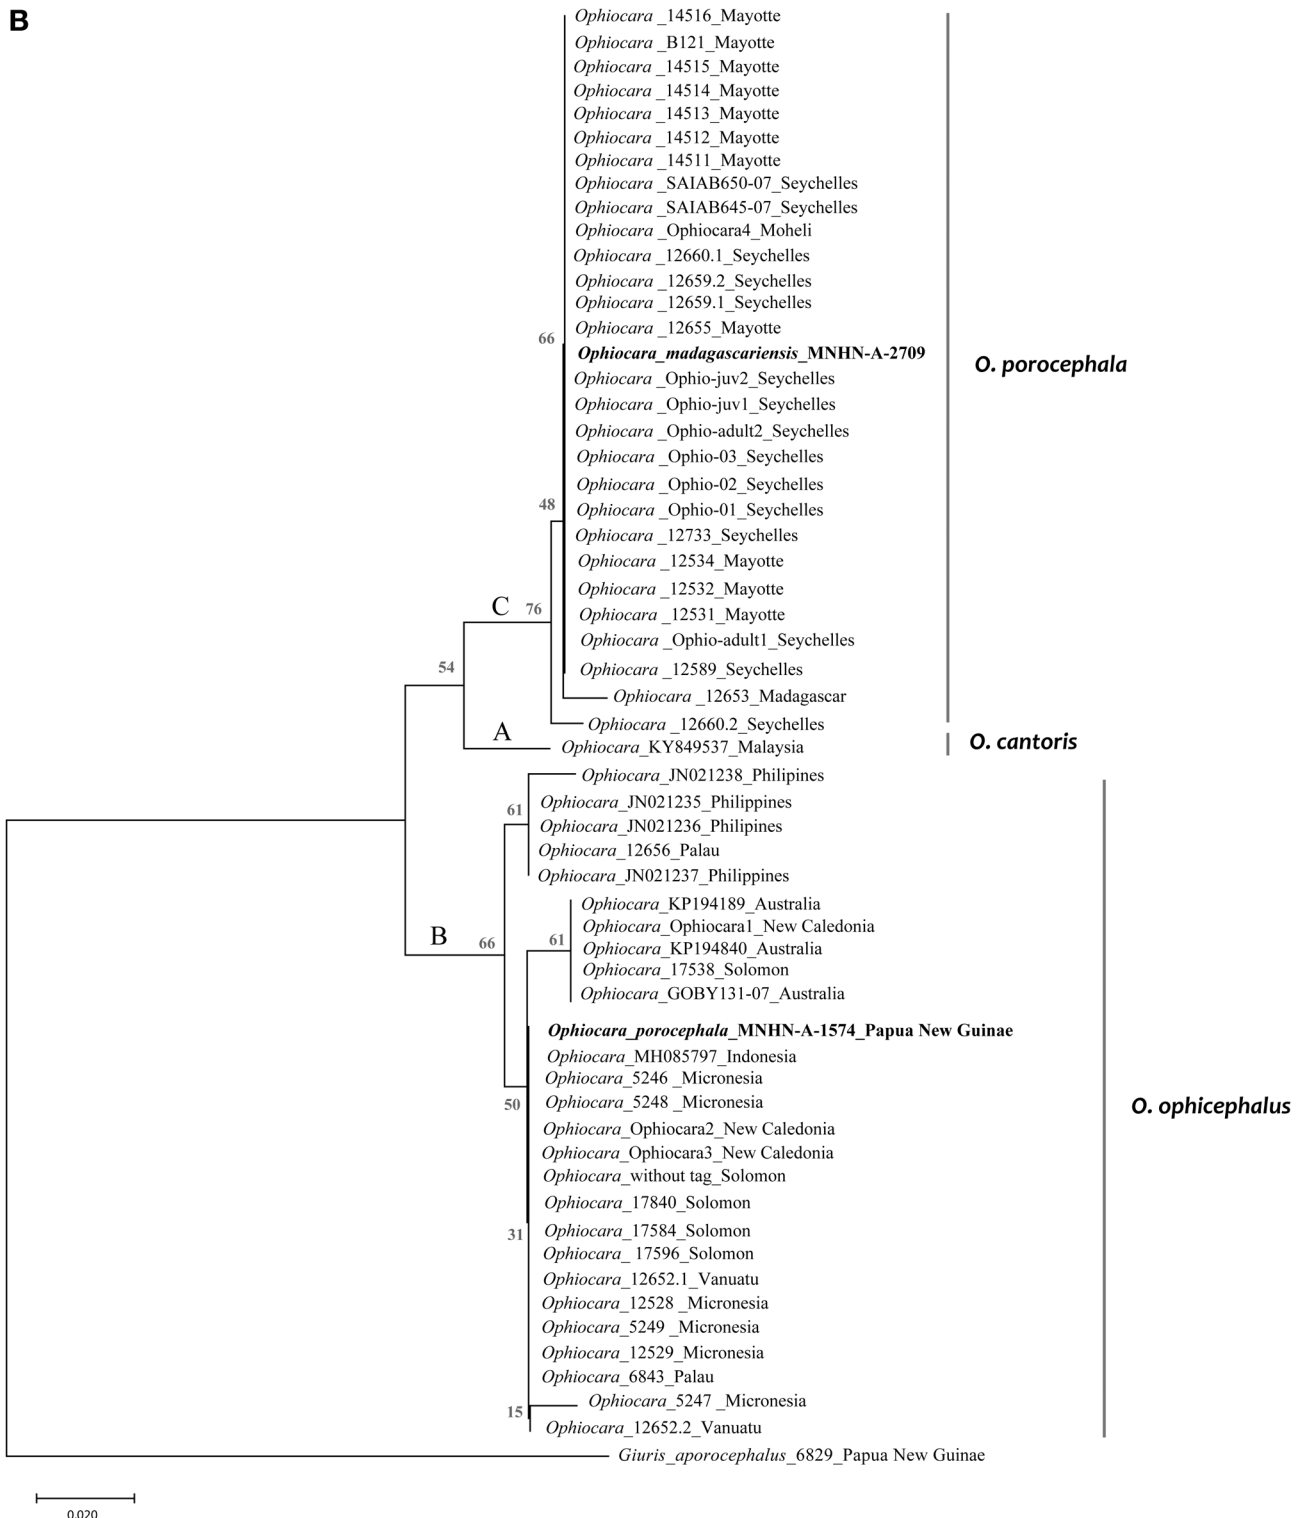 B
Ophiocara _14516_Mayotte
Ophiocara _B121_Mayotte
Ophiocara _14515_Mayotte
Ophiocara _14514_Mayotte
Ophiocara _14513_Mayotte
Ophiocara _14512_Mayotte
Ophiocara _14511_Mayotte
Ophiocara _SAIAB650-07_Seychelles
Ophiocara _SAIAB645-07_Seychelles
Ophiocara _Ophiocara4_Moheli
Ophiocara _12660.1_Seychelles
Ophiocara _12659.2_Seychelles
Ophiocara _12659.1_Seychelles
Ophiocara _12655_Mayotte
66
Ophiocara_madagascariensis_MNHN-A-2709
O. porocephala
Ophiocara _Ophio-juv2_Seychelles
Ophiocara _Ophio-juv1_Seychelles
Ophiocara _Ophio-adult2_Seychelles
Ophiocara _Ophio-03_Seychelles
Ophiocara _Ophio-02_Seychelles
48
Ophiocara _Ophio-01_Seychelles
Ophiocara _12733_Seychelles
Ophiocara _12534_Mayotte
Ophiocara _12532_Mayotte
C 76
Ophiocara _12531_Mayotte
Ophiocara _Ophio-adult1_Seychelles
54
Ophiocara _12589_Seychelles
Ophiocara _12653_Madagascar
Ophiocara _12660.2_Seychelles
A
Ophiocara_KY849537_Malaysia
O. cantoris
Ophiocara_JN021238_Philipines
Ophiocara_JN021235_Philippines
61
Ophiocara_JN021236_Philipines
Ophiocara_12656_Palau
Ophiocara_JN021237_Philippines
Ophiocara_KP194189_Australia
Ophiocara_Ophiocara1_New Caledonia
B 66 61
Ophiocara_KP194840_Australia
Ophiocara_17538_Solomon
Ophiocara_GOBY131-07_Australia
Ophiocara_porocephala_MNHN-A-1574_Papua New Guinae
Ophiocara_MH085797_Indonesia
Ophiocara_5246 _Micronesia
50
Ophiocara_5248 _Micronesia
O. ophicephalus
Ophiocara_Ophiocara2_New Caledonia
Ophiocara_Ophiocara3_New Caledonia
Ophiocara_without tag_Solomon
Ophiocara_17840_Solomon
31
Ophiocara_17584_Solomon
Ophiocara_ 17596_Solomon
Ophiocara_12652.1_Vanuatu
Ophiocara_12528 _Micronesia
Ophiocara_5249 _Micronesia
Ophiocara_12529_Micronesia
Ophiocara_6843_Palau
Ophiocara_5247 _Micronesia
15
Ophiocara_12652.2_Vanuatu
Giuris_aporocephalus_6829_Papua New Guinae
0.020